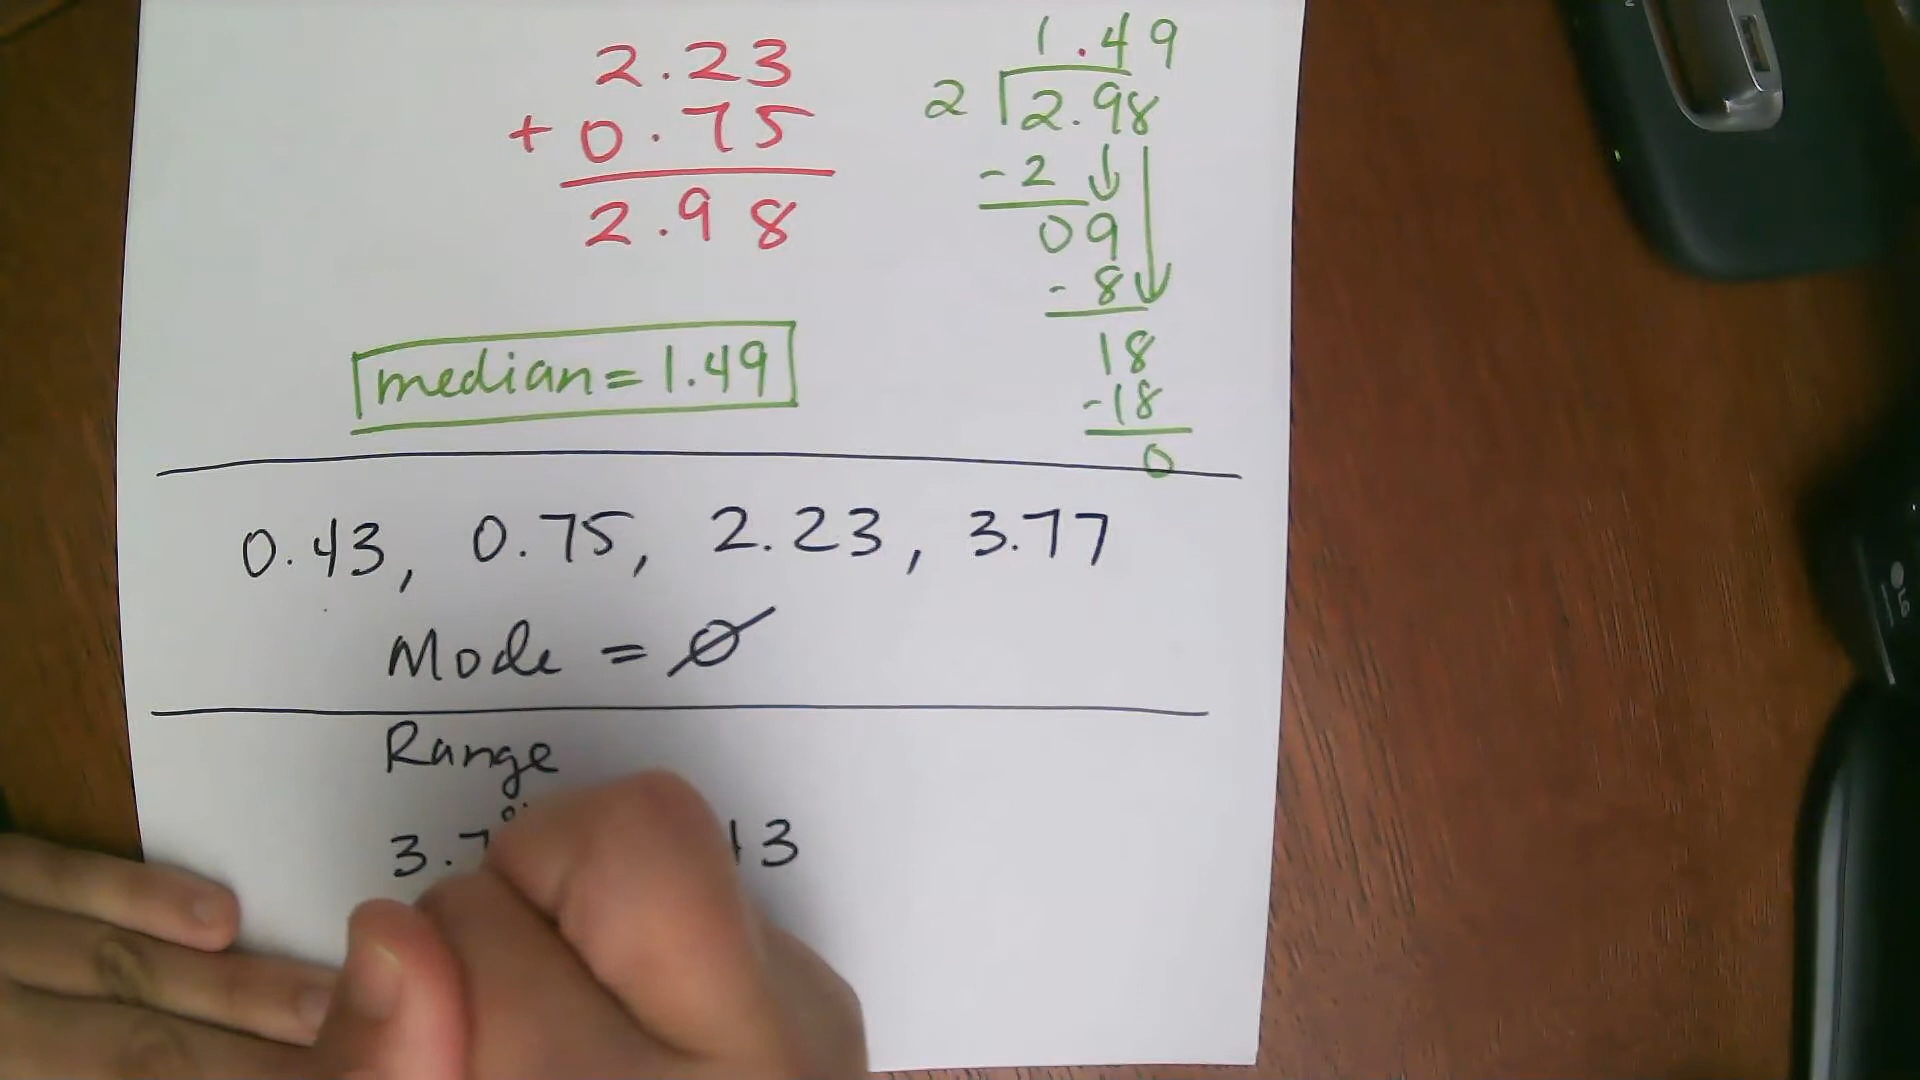 2.23
+ 0.75
2.98
1.49
2 2.98
-2
09
-8
18
-18
0
median = 1.49
0.43, 0.75, 2.23, 3.77
Mode = ∅
Range
3.7 13
LG